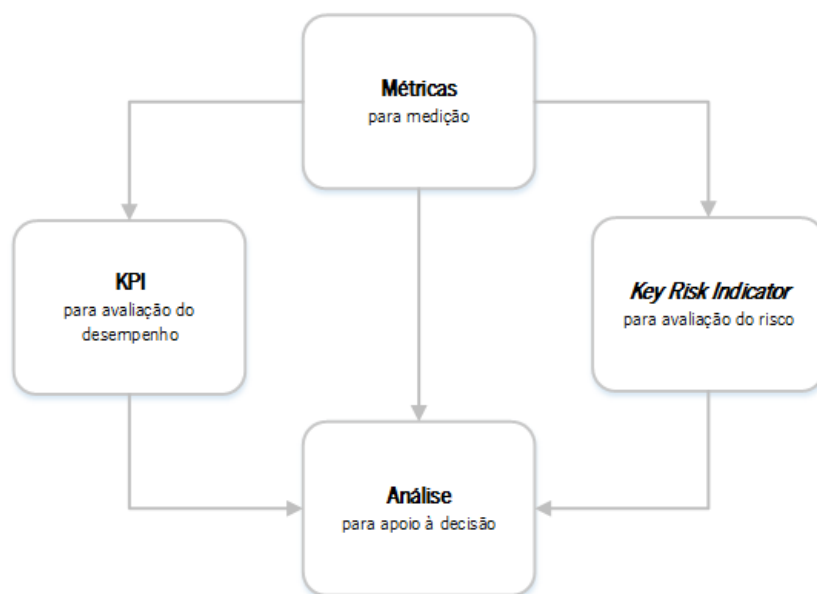 Métricas
para medição
KPI
para avaliação do
desempenho
Key Risk Indicator
para avaliação do risco
Análise
para apoio à decisão